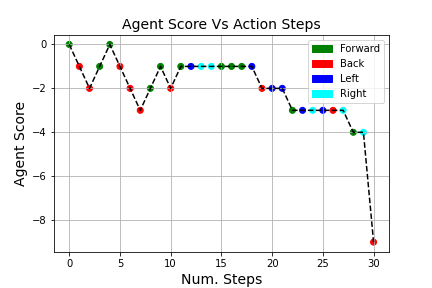 Agent Score Vs Action Steps
0
−2
−4
−6
−8
Agent Score
Forward
Back
Left
Right
0 5 10 15 20 25 30
Num. Steps